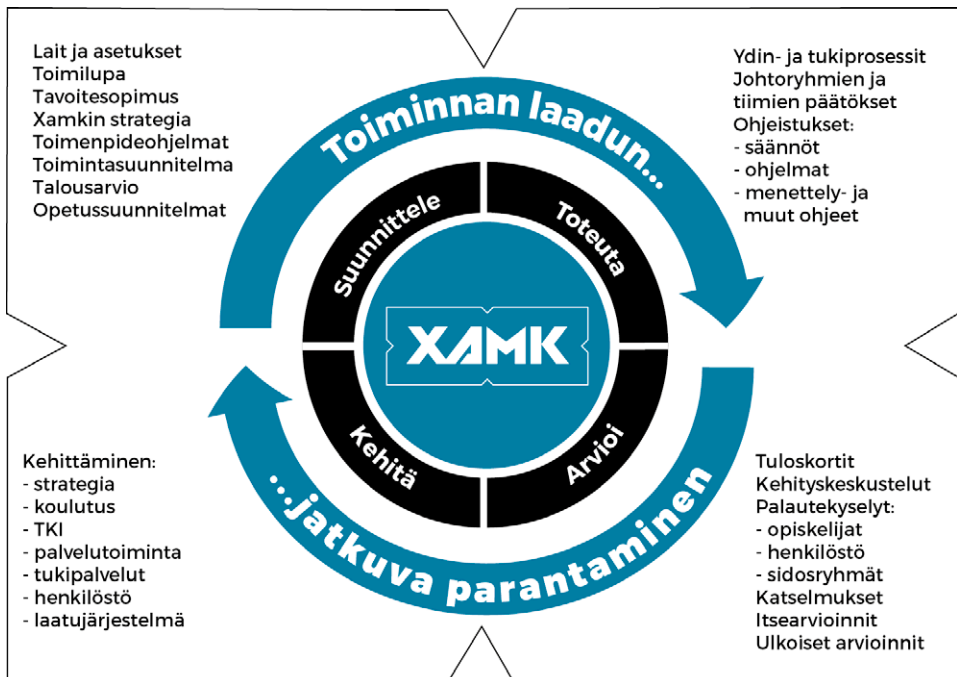 Lait ja asetukset
Toimilupa
Tavoitesopimus
Xamkin strategia
Toimenpideohjelmat
Toimintasuunnitelma
Talousarvio
Opetussuunnitelmat
Ydin- ja tukiprosessit
Johtoryhmien ja
tiimien päätökset
Ohjeistukset:
- säännöt
- ohjelmat
- menettely- ja
muut ohjeet
Toiminnan laadun...
Suunnittele
Toteuta
XAMK
Kehitä
Arvioi
...jatkuva parantaminen
Kehittäminen:
- strategia
- koulutus
- TKI
- palvelutoiminta
- tukipalvelut
- henkilöstö
- laatujärjestelmä
Tuloskortit
Kehityskeskustelut
Palautekyselyt:
- opiskelijat
- henkilöstö
- sidosryhmät
Katselmukset
Itsearvioinnit
Ulkoiset arvioinnit